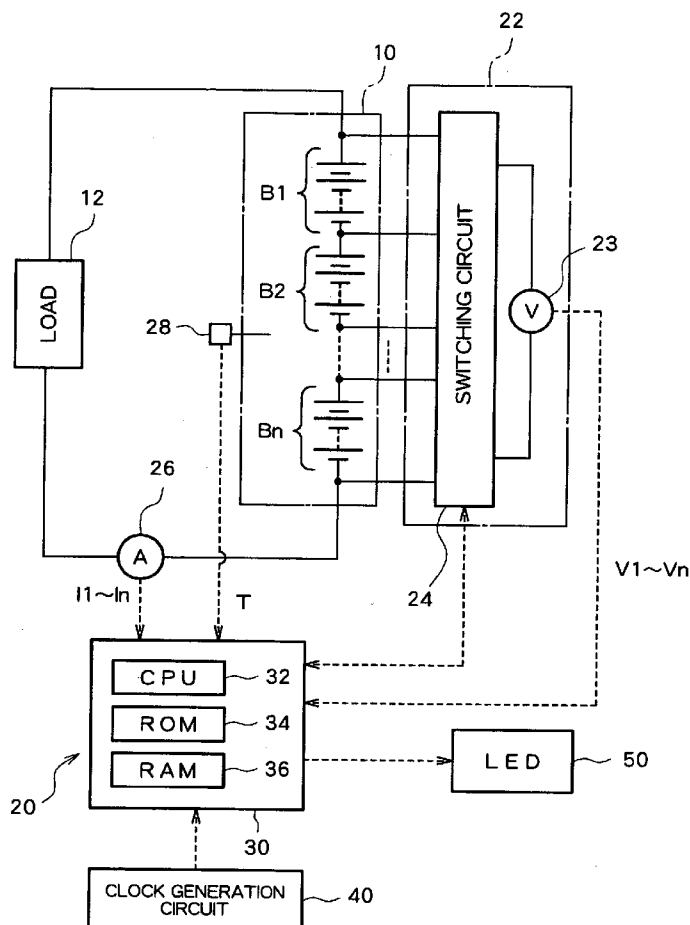 22
10
B1
12
LOAD
B2
SWITCHING CIRCUIT
23
V
28
Bn
26
A
I1~In
T
24
V1~Vn
CPU
32
ROM
34
RAM
36
LED
50
20
30
CLOCK GENERATION
CIRCUIT
40